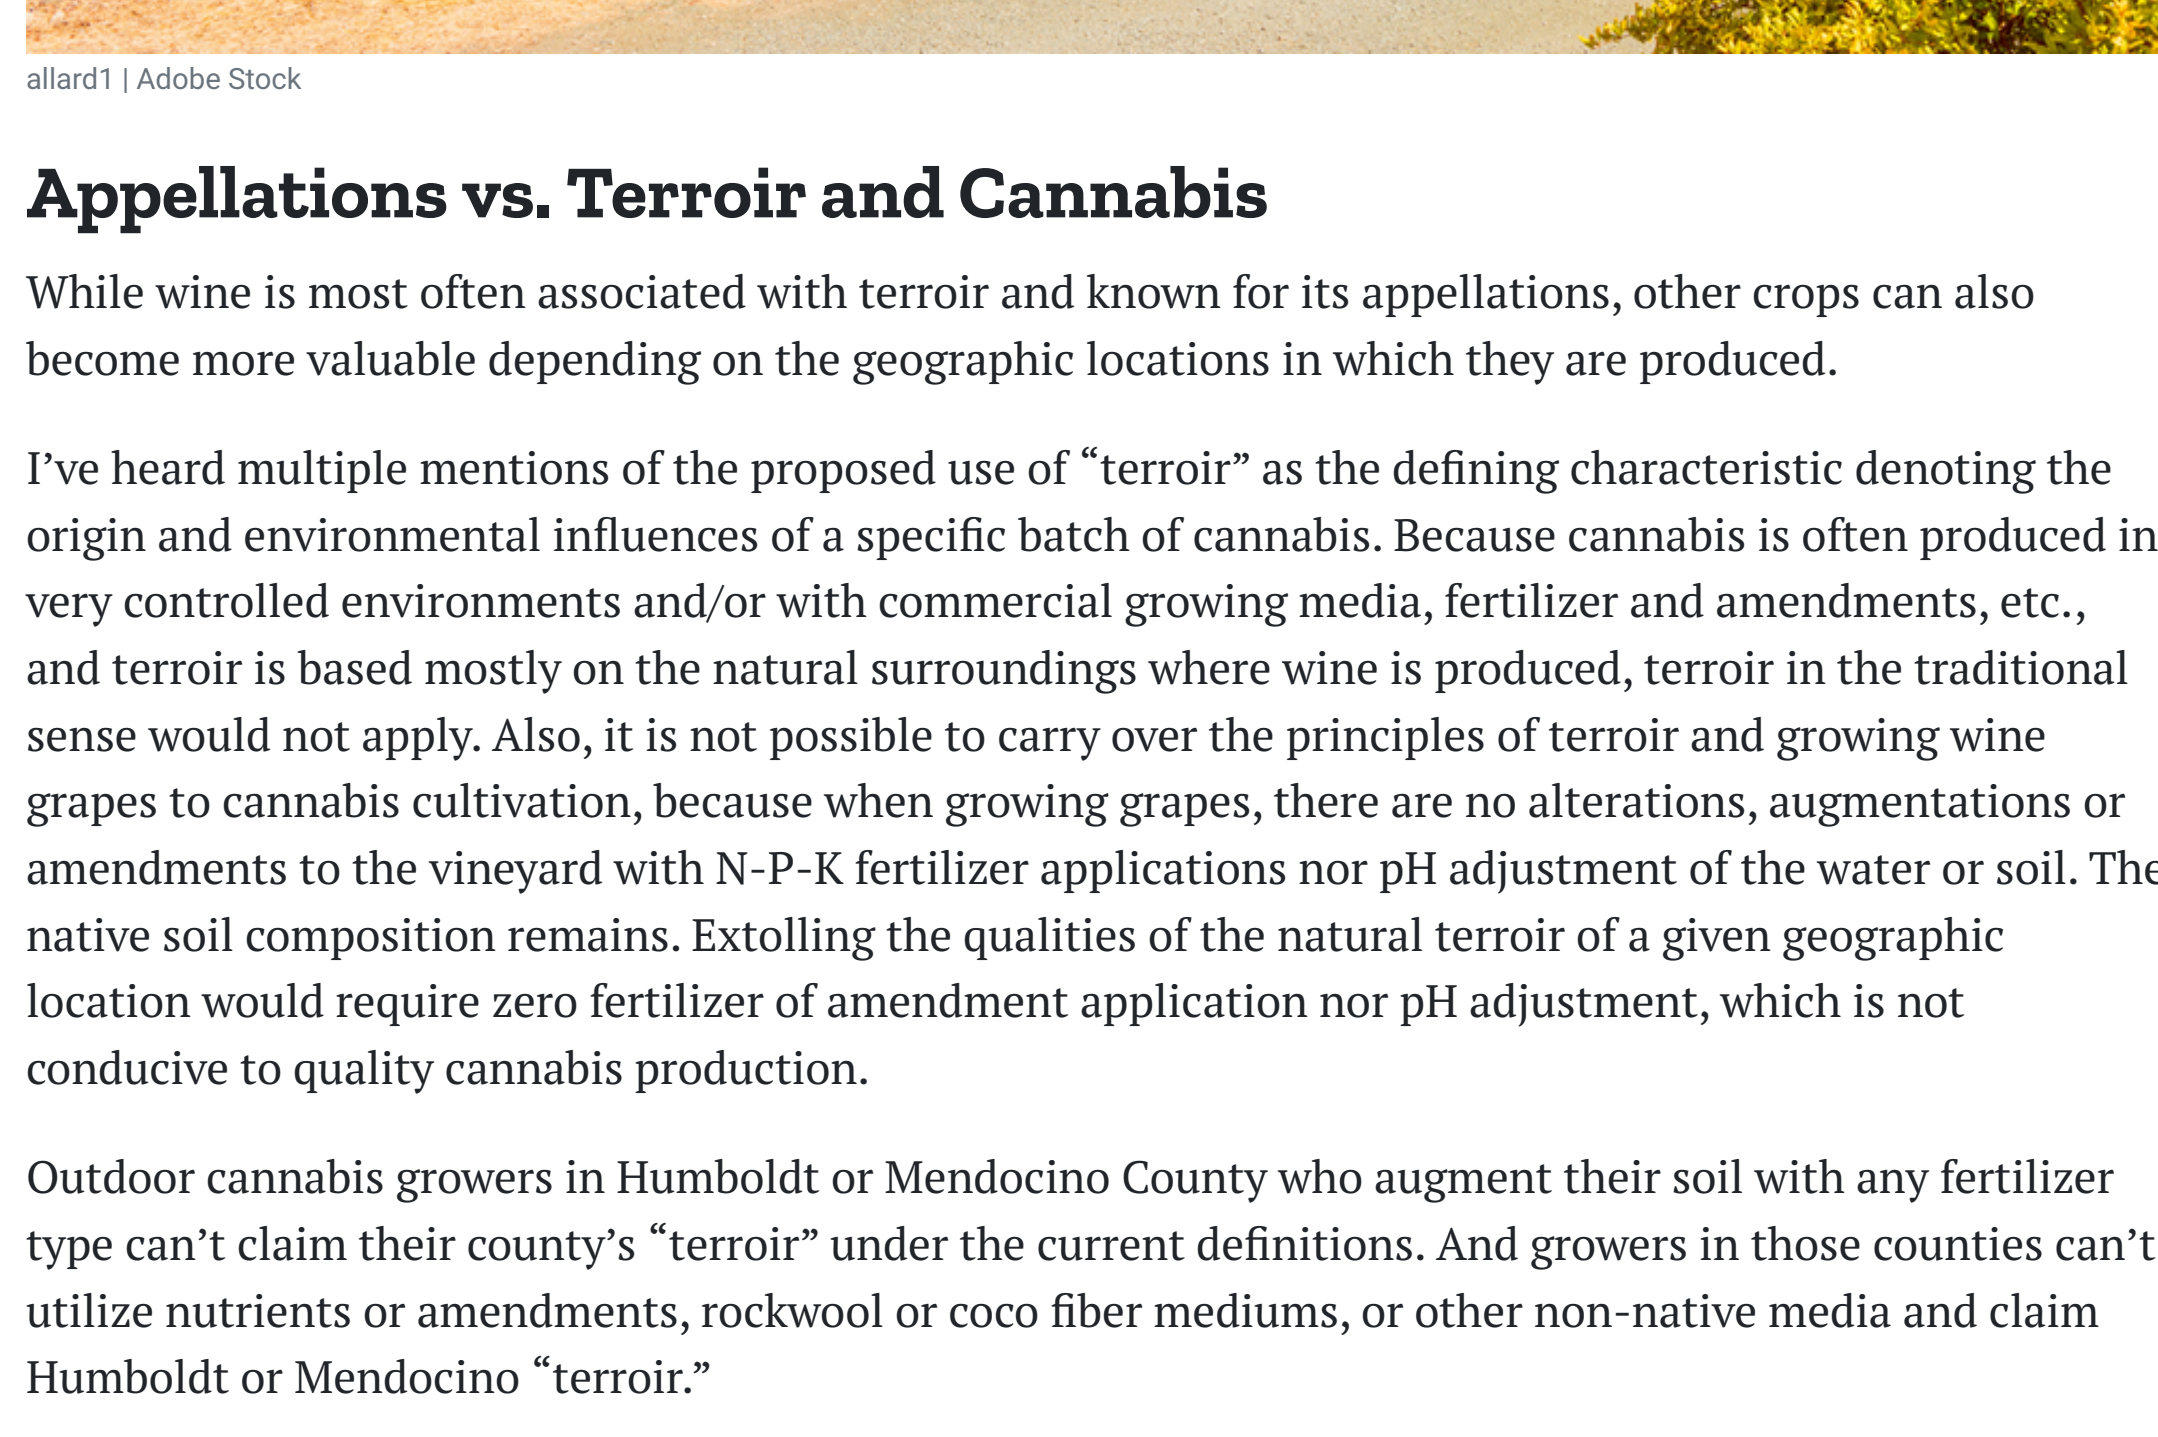 allard1 | Adobe Stock
Appellations vs. Terroir and Cannabis
While wine is most often associated with terroir and known for its appellations, other crops can also
become more valuable depending on the geographic locations in which they are produced.
I’ve heard multiple mentions of the proposed use of “terroir” as the defining characteristic denoting the
origin and environmental influences of a specific batch of cannabis. Because cannabis is often produced in
very controlled environments and/or with commercial growing media, fertilizer and amendments, etc.,
and terroir is based mostly on the natural surroundings where wine is produced, terroir in the traditional
sense would not apply. Also, it is not possible to carry over the principles of terroir and growing wine
grapes to cannabis cultivation, because when growing grapes, there are no alterations, augmentations or
amendments to the vineyard with N-P-K fertilizer applications nor pH adjustment of the water or soil. The
native soil composition remains. Extolling the qualities of the natural terroir of a given geographic
location would require zero fertilizer of amendment application nor pH adjustment, which is not
conducive to quality cannabis production.
Outdoor cannabis growers in Humboldt or Mendocino County who augment their soil with any fertilizer
type can’t claim their county’s “terroir” under the current definitions. And growers in those counties can’t
utilize nutrients or amendments, rockwool or coco fiber mediums, or other non-native media and claim
Humboldt or Mendocino “terroir.”